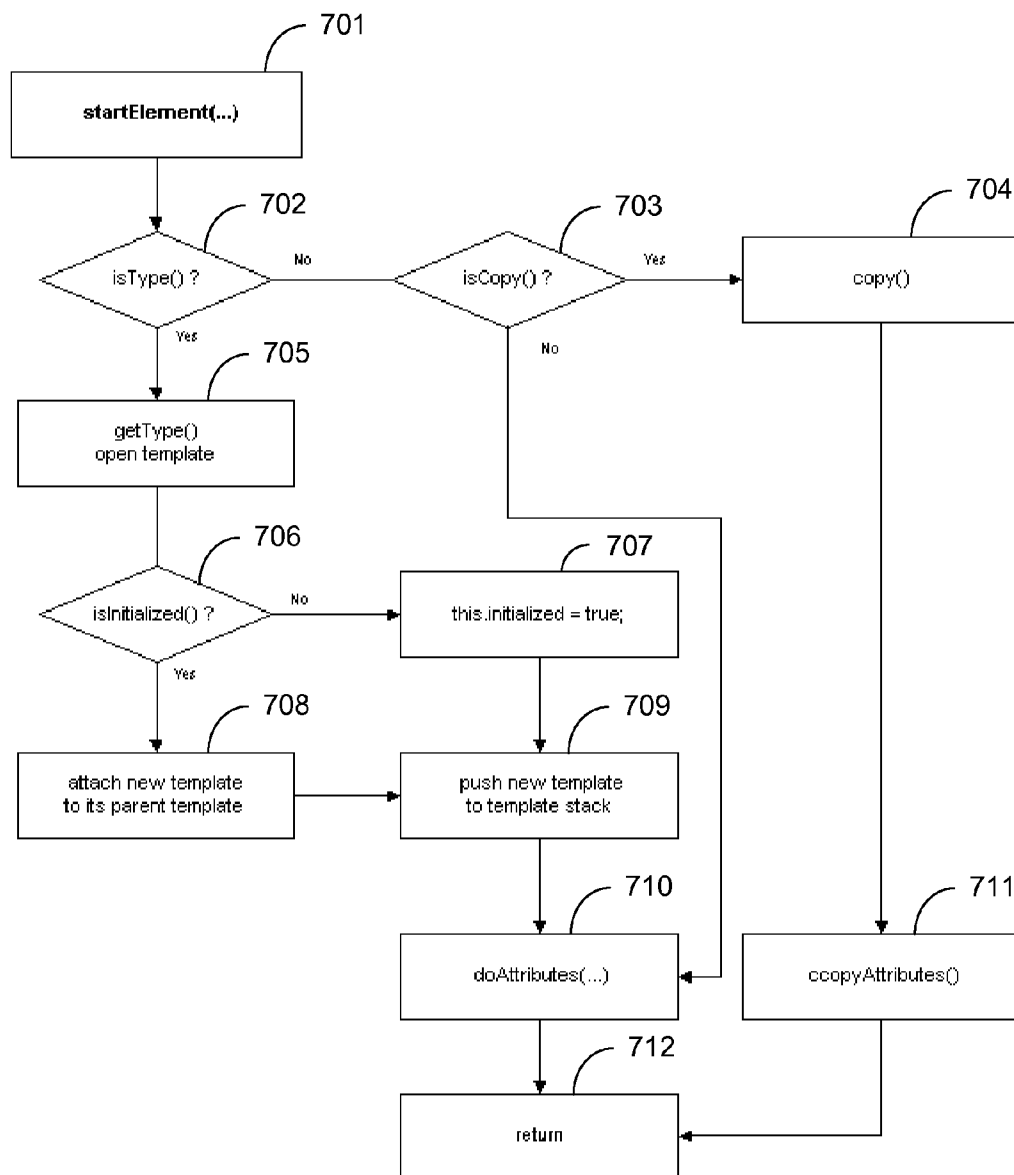 701
startElement(...)
702
703
704
isType() ?
No
isCopy() ?
Yes
copy()
Yes
No
705
getType()
open template
706
707
isInitialized() ?
No
this.initialized = true;
Yes
708
709
attach new template
to its parent template
push new template
to template stack
710
711
doAttributes(...)
ccopyAttributes()
712
return